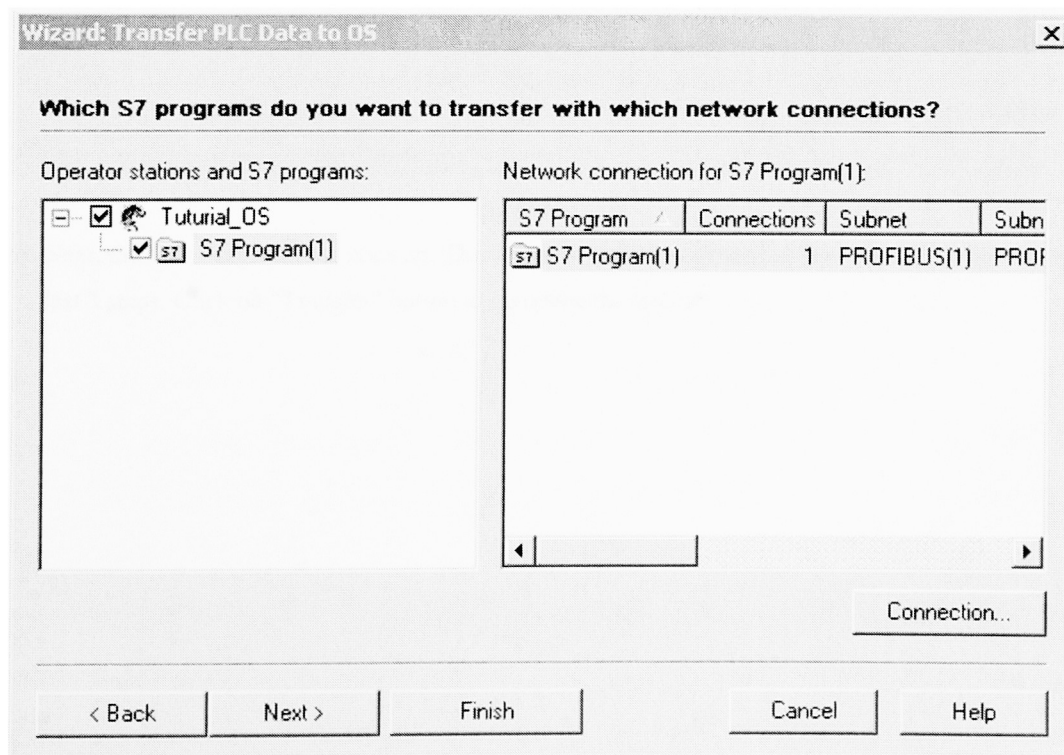 Wizard: Transfer PLC Data to OS
Which S7 programs do you want to transfer with which network connections?
Operator stations and S7 programs:
Tuturial_OS
S7 Program(1)
Network connection for S7 Program(1):
S7 Program Connections Subnet Subn
S7 Program(1) 1 PROFIBUS(1) PROF
Connection...
< Back Next > Finish Cancel Help